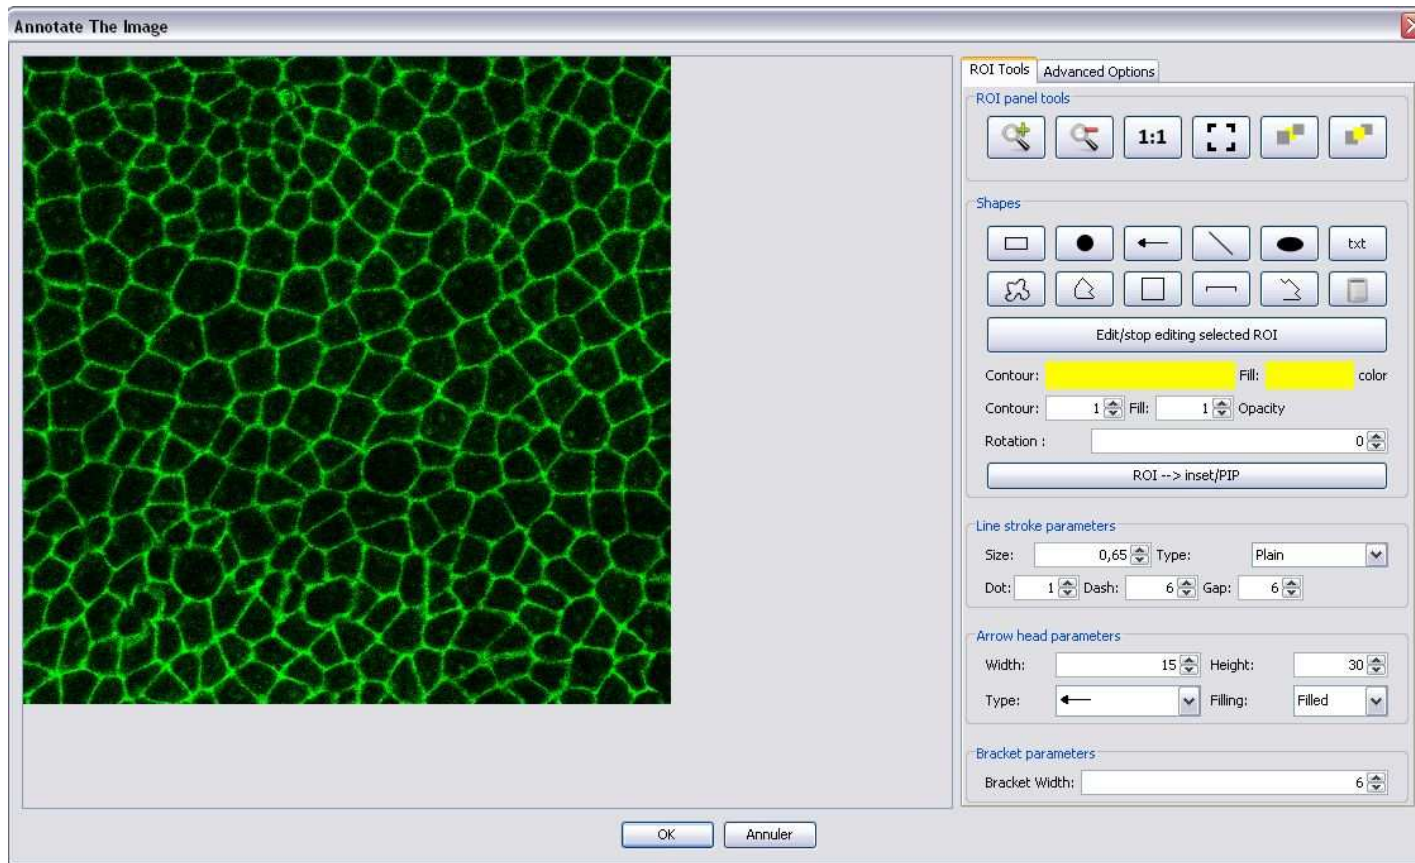 Annotate The Image
ROI Tools Advanced Options
ROI panel tools
1:1
Shapes
txt
Edit/stop editing selected ROI
Contour: Fill: color
Contour: 1 Fill: 1 Opacity
Rotation : 0
ROI --> inset/PIP
Line stroke parameters
Size: 0,65 Type: Plain
Dot: 1 Dash: 6 Gap: 6
Arrow head parameters
Width: 15 Height: 30
Type: Filling: Filled
Bracket parameters
Bracket Width: 6
OK Annuler